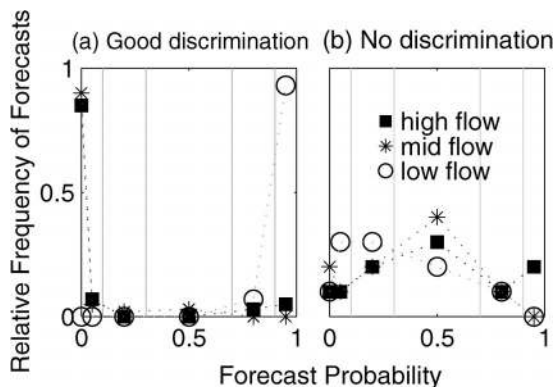 (a) Good discrimination
(b) No discrimination
Relative Frequency of Forecasts
1
0.5
0
0
0.5
1
high flow
mid flow
low flow
0
0.5
1
Forecast Probability